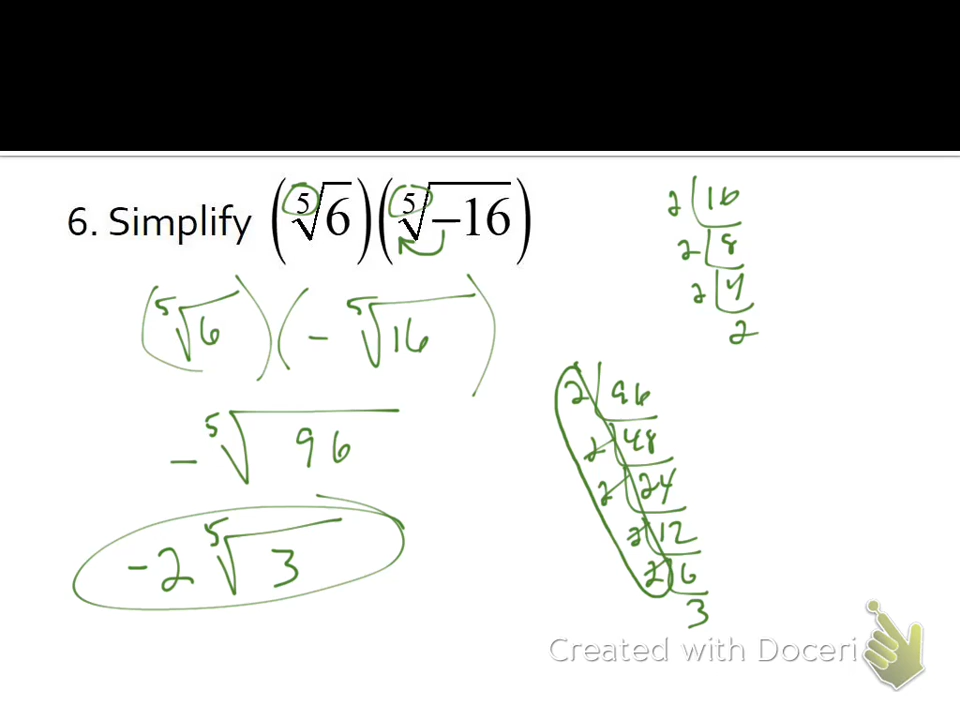 6. Simplify (⁵√6)(⁵√−16)
(⁵√6)(− ⁵√16)
− ⁵√96
-2 ⁵√3
2 | 16
2 | 8
2 | 4
2
2 | 96
2 | 48
2 | 24
2 | 12
2 | 6
3
Created with Doceri